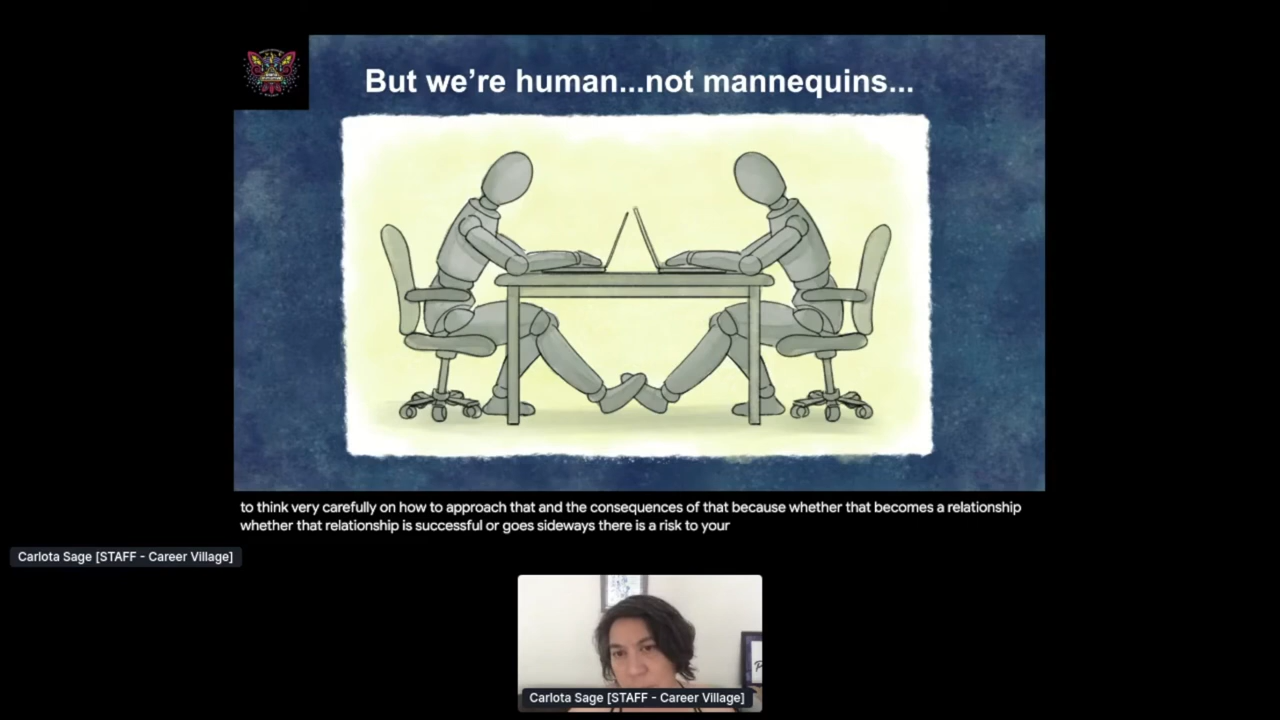 But we're human...not mannequins...
to think very carefully on how to approach that and the consequences of that because whether that becomes a relationship
whether that relationship is successful or goes sideways there is a risk to your
Carlota Sage [STAFF - Career Village]
Carlota Sage [STAFF - Career Village]